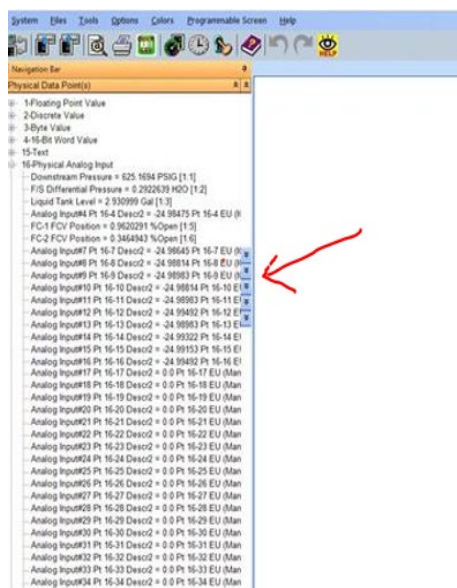 System Files Tools Options Colors Programmable Screen Help
HELP
Navigation Bar
Physical Data Point(s)
1-Floating Point Value
2-Discrete Value
3-Byte Value
4-16-Bit Word Value
15-Text
16-Physical Analog Input
Downstream Pressure = 625.1694 PSIG [1:1]
F/S Differential Pressure = 0.2922639 H2O [1:2]
Liquid Tank Level = 2.930999 Gal [1:3]
Analog Input#4 Pt 16-4 Descr2 = -24.98475 Pt 16-4 EU
FC-1 FCV Position = 0.9620291 %Open [1:5]
FC-2 FCV Position = 0.3464943 %Open [1:6]
Analog Input#7 Pt 16-7 Descr2 = -24.98645 Pt 16-7 EU
Analog Input#8 Pt 16-8 Descr2 = -24.98814 Pt 16-8 EU
Analog Input#9 Pt 16-9 Descr2 = -24.98983 Pt 16-9 EU
Analog Input#10 Pt 16-10 Descr2 = -24.98814 Pt 16-10
Analog Input#11 Pt 16-11 Descr2 = -24.98983 Pt 16-11
Analog Input#12 Pt 16-12 Descr2 = -24.99492 Pt 16-12
Analog Input#13 Pt 16-13 Descr2 = -24.98983 Pt 16-13
Analog Input#14 Pt 16-14 Descr2 = -24.99322 Pt 16-14
Analog Input#15 Pt 16-15 Descr2 = -24.99153 Pt 16-15
Analog Input#16 Pt 16-16 Descr2 = -24.99492 Pt 16-16
Analog Input#17 Pt 16-17 Descr2 = 0.0 Pt 16-17 EU (Man
Analog Input#18 Pt 16-18 Descr2 = 0.0 Pt 16-18 EU (Man
Analog Input#19 Pt 16-19 Descr2 = 0.0 Pt 16-19 EU (Man
Analog Input#20 Pt 16-20 Descr2 = 0.0 Pt 16-20 EU (Man
Analog Input#21 Pt 16-21 Descr2 = 0.0 Pt 16-21 EU (Man
Analog Input#22 Pt 16-22 Descr2 = 0.0 Pt 16-22 EU (Man
Analog Input#23 Pt 16-23 Descr2 = 0.0 Pt 16-23 EU (Man
Analog Input#24 Pt 16-24 Descr2 = 0.0 Pt 16-24 EU (Man
Analog Input#25 Pt 16-25 Descr2 = 0.0 Pt 16-25 EU (Man
Analog Input#26 Pt 16-26 Descr2 = 0.0 Pt 16-26 EU (Man
Analog Input#27 Pt 16-27 Descr2 = 0.0 Pt 16-27 EU (Man
Analog Input#28 Pt 16-28 Descr2 = 0.0 Pt 16-28 EU (Man
Analog Input#29 Pt 16-29 Descr2 = 0.0 Pt 16-29 EU (Man
Analog Input#30 Pt 16-30 Descr2 = 0.0 Pt 16-30 EU (Man
Analog Input#31 Pt 16-31 Descr2 = 0.0 Pt 16-31 EU (Man
Analog Input#32 Pt 16-32 Descr2 = 0.0 Pt 16-32 EU (Man
Analog Input#33 Pt 16-33 Descr2 = 0.0 Pt 16-33 EU (Man
Analog Input#34 Pt 16-34 Descr2 = 0.0 Pt 16-34 EU (Man